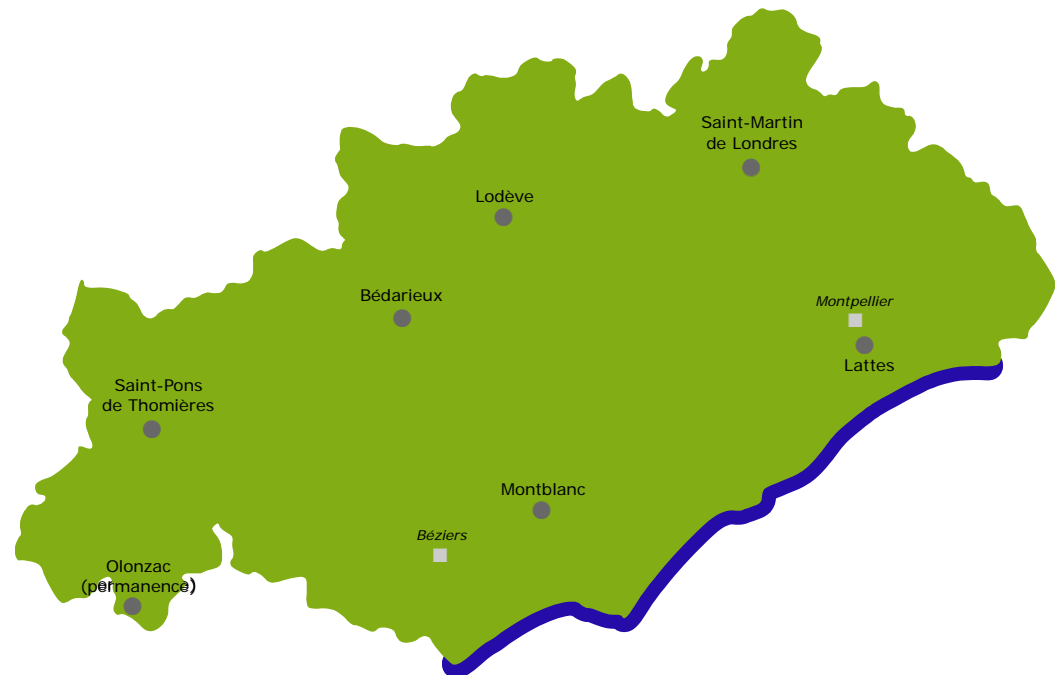 Saint-Martin
de Londres
Lodève
Bédarieux
Montpellier
Lattes
Saint-Pons
de Thomières
Montblanc
Béziers
Olonzac
(permanence)